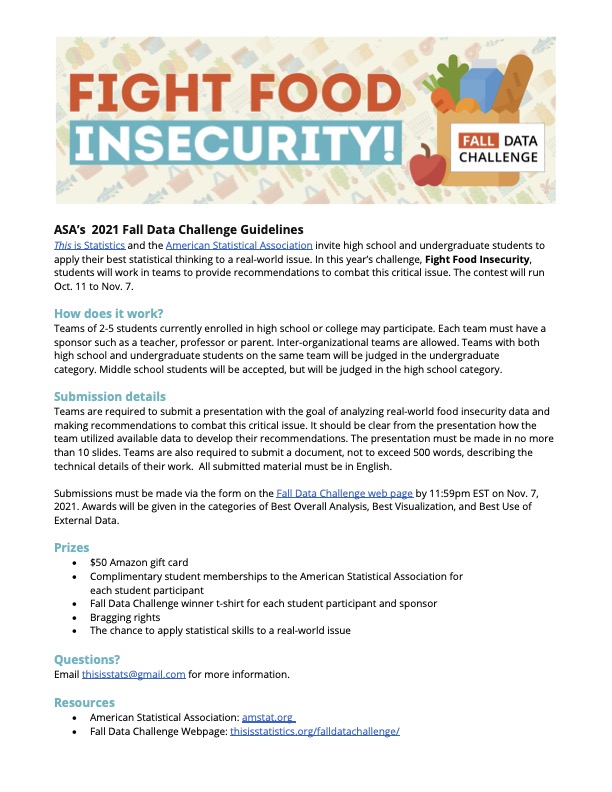 FIGHT FOOD
INSECURITY!
FALL DATA
CHALLENGE
ASA's  2021 Fall Data Challenge Guidelines
This is Statistics and the American Statistical Association invite high school and undergraduate students to
apply their best statistical thinking to a real-world issue. In this year's challenge, Fight Food Insecurity,
students will work in teams to provide recommendations to combat this critical issue. The contest will run
Oct. 11 to Nov. 7.
How does it work?
Teams of 2-5 students currently enrolled in high school or college may participate. Each team must have a
sponsor such as a teacher, professor or parent. Inter-organizational teams are allowed. Teams with both
high school and undergraduate students on the same team will be judged in the undergraduate
category. Middle school students will be accepted, but will be judged in the high school category.
Submission details
Teams are required to submit a presentation with the goal of analyzing real-world food insecurity data and
making recommendations to combat this critical issue. It should be clear from the presentation how the
team utilized available data to develop their recommendations. The presentation must be made in no more
than 10 slides. Teams are also required to submit a document, not to exceed 500 words, describing the
technical details of their work.  All submitted material must be in English.
Submissions must be made via the form on the Fall Data Challenge web page by 11:59pm EST on Nov. 7,
2021. Awards will be given in the categories of Best Overall Analysis, Best Visualization, and Best Use of
External Data.
Prizes
• $50 Amazon gift card
• Complimentary student memberships to the American Statistical Association for
each student participant
• Fall Data Challenge winner t-shirt for each student participant and sponsor
• Bragging rights
• The chance to apply statistical skills to a real-world issue
Questions?
Email thisisstats@gmail.com for more information.
Resources
• American Statistical Association: amstat.org
• Fall Data Challenge Webpage: thisisstatistics.org/falldatachallenge/